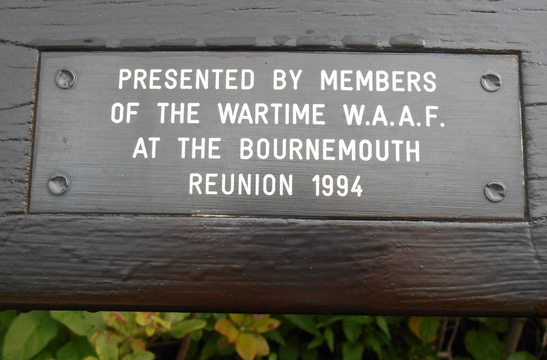 PRESENTED BY MEMBERS
OF THE WARTIME W.A.A.F.
AT THE BOURNEMOUTH
REUNION 1994